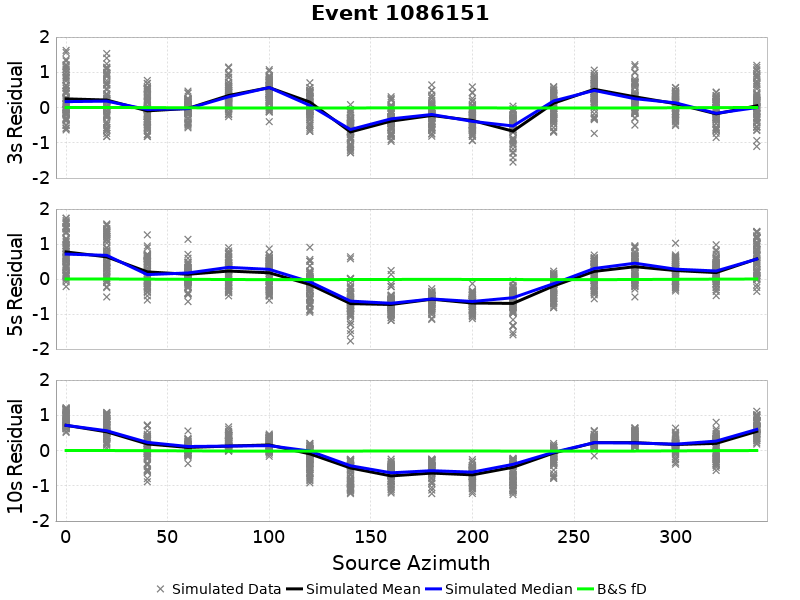 Event 1086151
2
1
0
-1
-2
3s Residual
2
1
0
-1
-2
5s Residual
2
1
0
-1
-2
10s Residual
0 50 100 150 200 250 300
Source Azimuth
Simulated Data Simulated Mean Simulated Median B&S fD